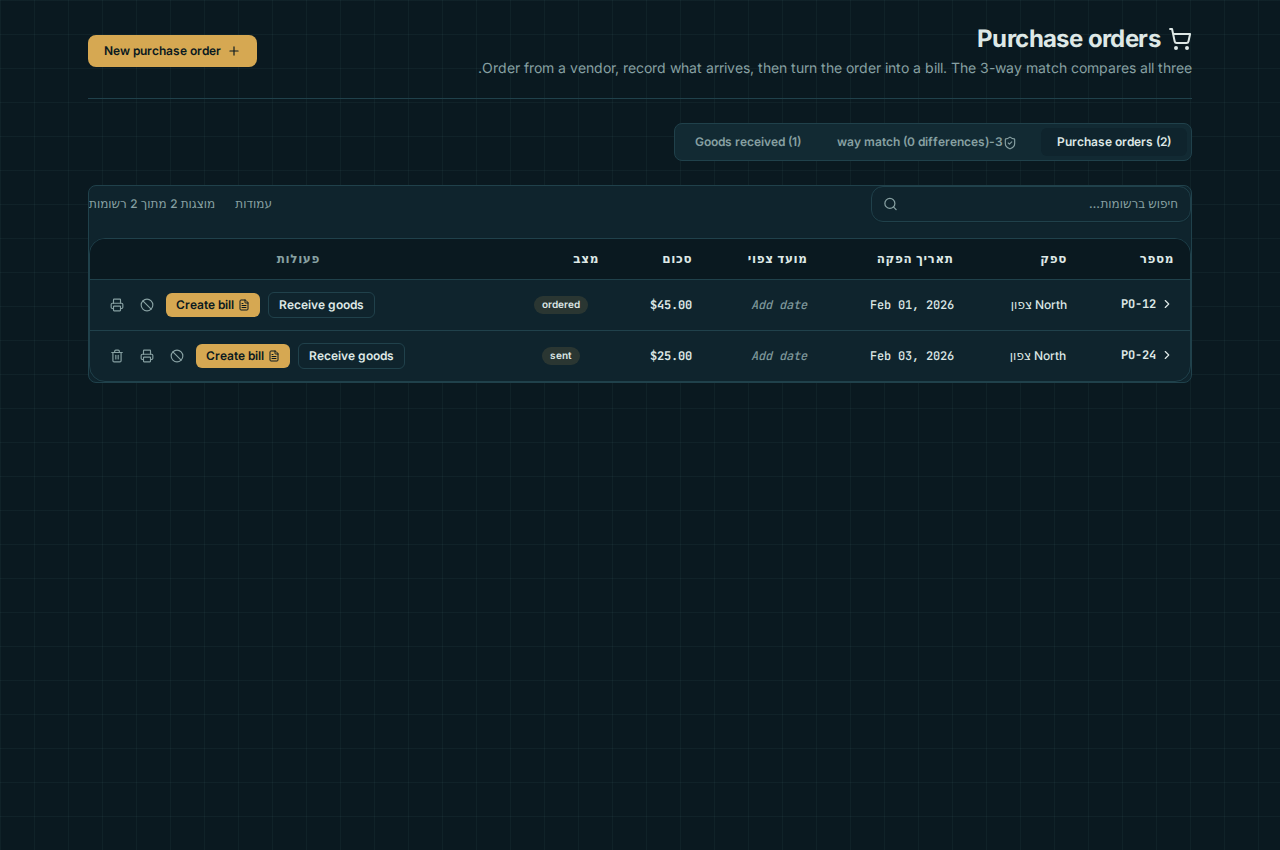 Purchase orders
Order from a vendor, record what arrives, then turn the order into a bill. The 3-way match compares all three.
New purchase order
Purchase orders (2)
3-way match (0 differences)
Goods received (1)
חיפוש ברשומות...
עמודות
מוצגות 2 מתוך 2 רשומות
מספר ספק תאריך הפקה מועד צפוי סכום מצב פעולות
PO-12 North צפון Feb 01, 2026 Add date $45.00 ordered Receive goods Create bill
PO-24 North צפון Feb 03, 2026 Add date $25.00 sent Receive goods Create bill